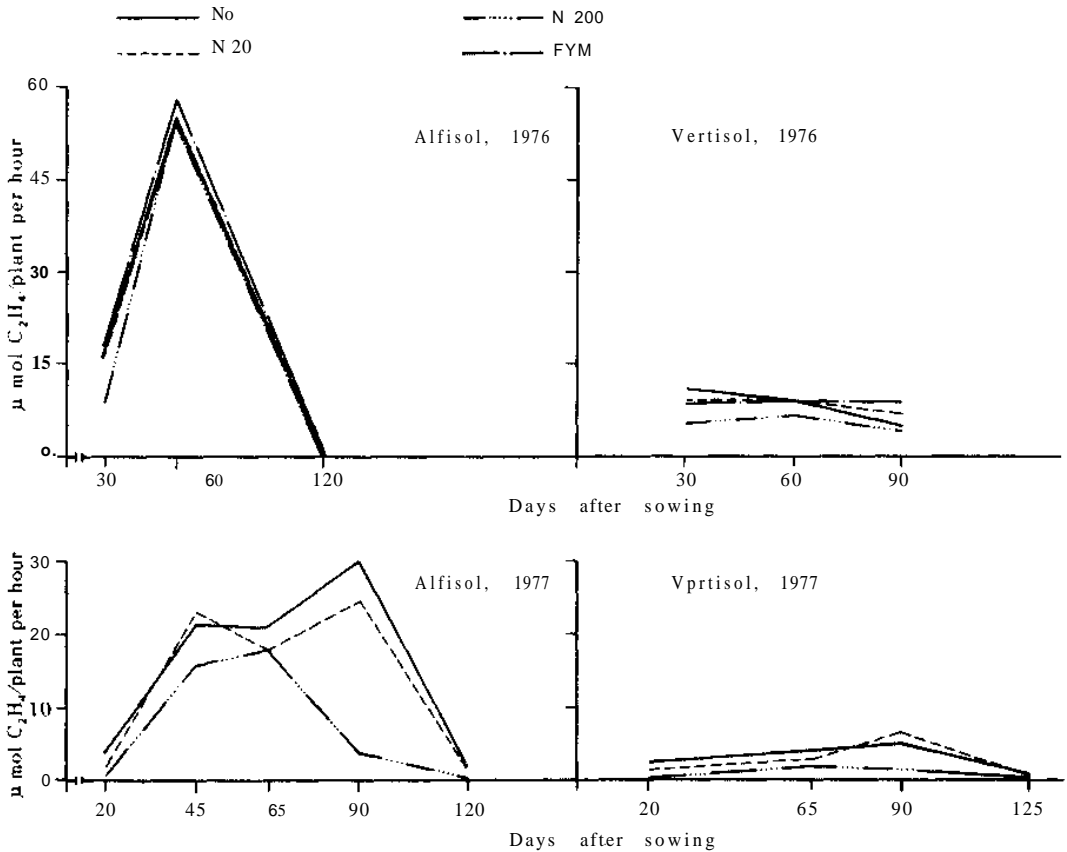 No
N 20
N 200
FYM
μ mol C₂H₄/plant per hour
60
45
30
15
o.
Alfisol, 1976
Vertisol, 1976
30
60
120
30
60
90
Days after sowing
μ mol C₂H₄/plant per hour
30
20
10
0
Alfisol, 1977
Vprtisol, 1977
20
45
65
90
120
20
65
90
125
Days after sowing